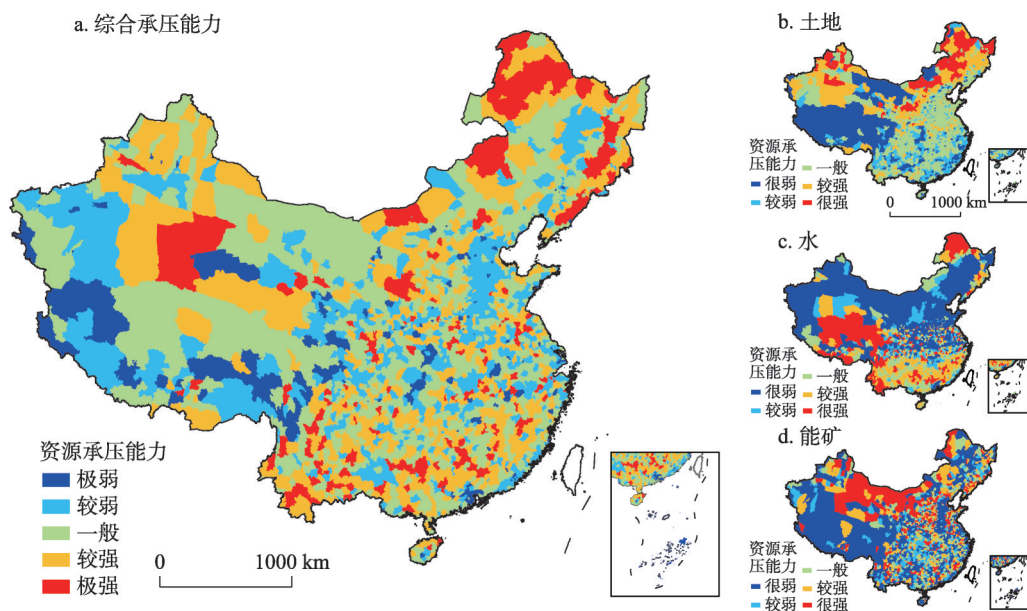 a. 综合承压能力
资源承压能力
极弱
较弱
一般
较强
极强
0 1000 km
b. 土地
资源承
压能力
一般
很弱
较强
较弱
很强
0 1000 km
c. 水
资源承
压能力
一般
很弱
较强
较弱
很强
d. 能矿
资源承
压能力
一般
很弱
较强
较弱
很强